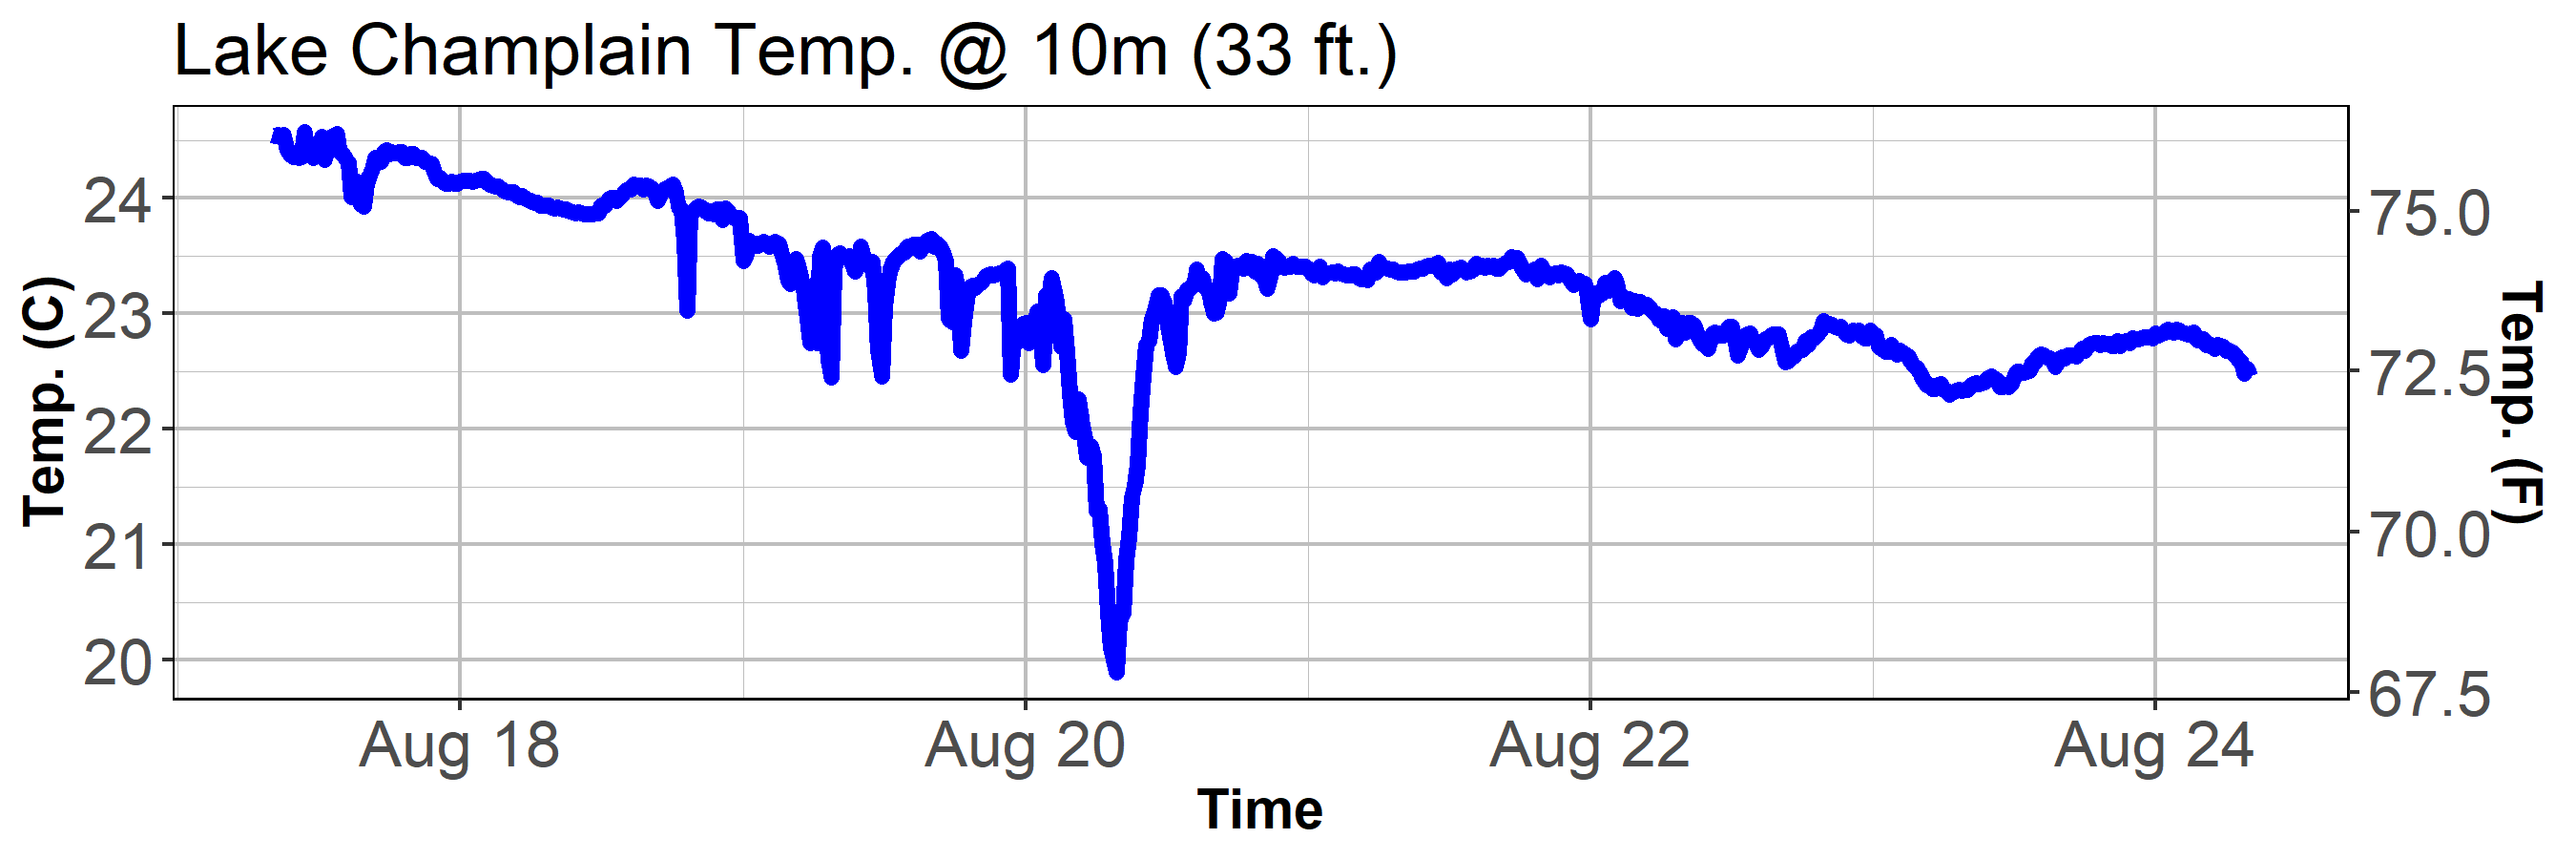 Lake Champlain Temp. @ 10m (33 ft.)
Temp. (C)
24
23
22
21
20
75.0
72.5
70.0
67.5
Temp. (F)
Aug 18
Aug 20
Aug 22
Aug 24
Time